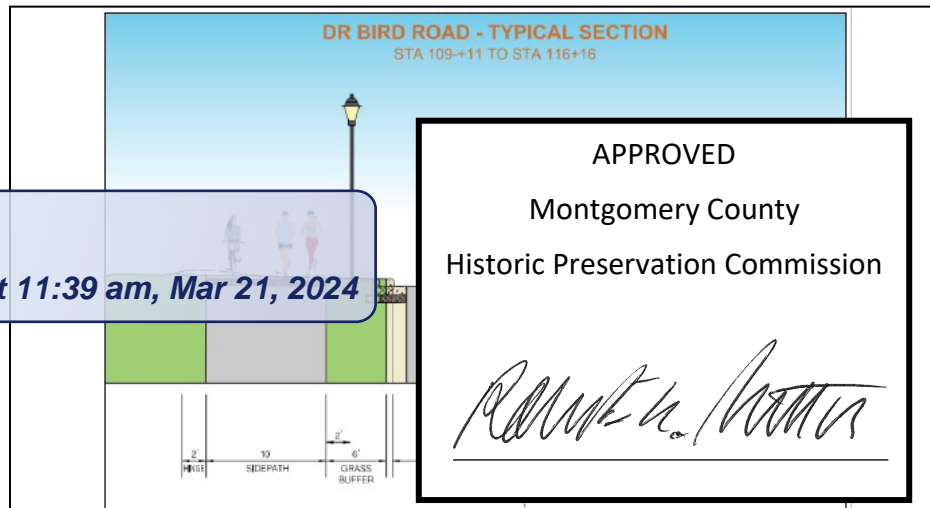 DR BIRD ROAD - TYPICAL SECTION
STA 109-+11 TO STA 116+16
APPROVED
Montgomery County
Historic Preservation Commission
11:39 am, Mar 21, 2024
2'
2' 10' 6'
HINGE SIDEPATH GRASS
BUFFER